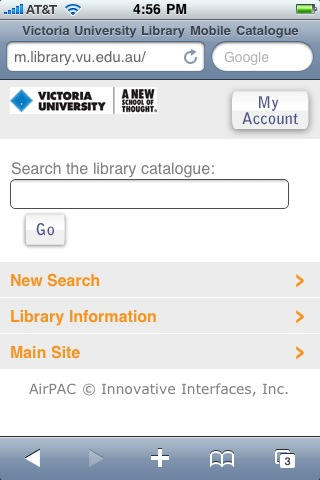 AT&T 4:56 PM
Victoria University Library Mobile Catalogue
m.library.vu.edu.au/ Google
VICTORIA UNIVERSITY
A NEW SCHOOL OF THOUGHT.
My Account
Search the library catalogue:
Go
New Search
Library Information
Main Site
AirPAC © Innovative Interfaces, Inc.
3